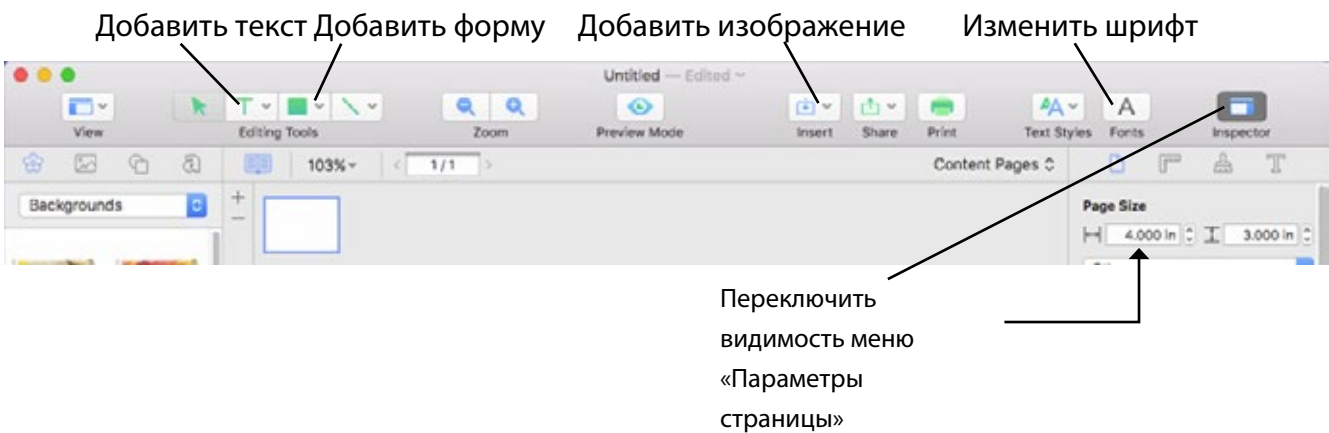 Добавить текст Добавить форму Добавить изображение Изменить шрифт
Untitled — Edited
View Editing Tools Zoom Preview Mode Insert Share Print Text Styles Fonts Inspector
103% 1/1 Content Pages
Backgrounds
Page Size
4.000 in 3.000 in
Переключить
видимость меню
«Параметры
страницы»